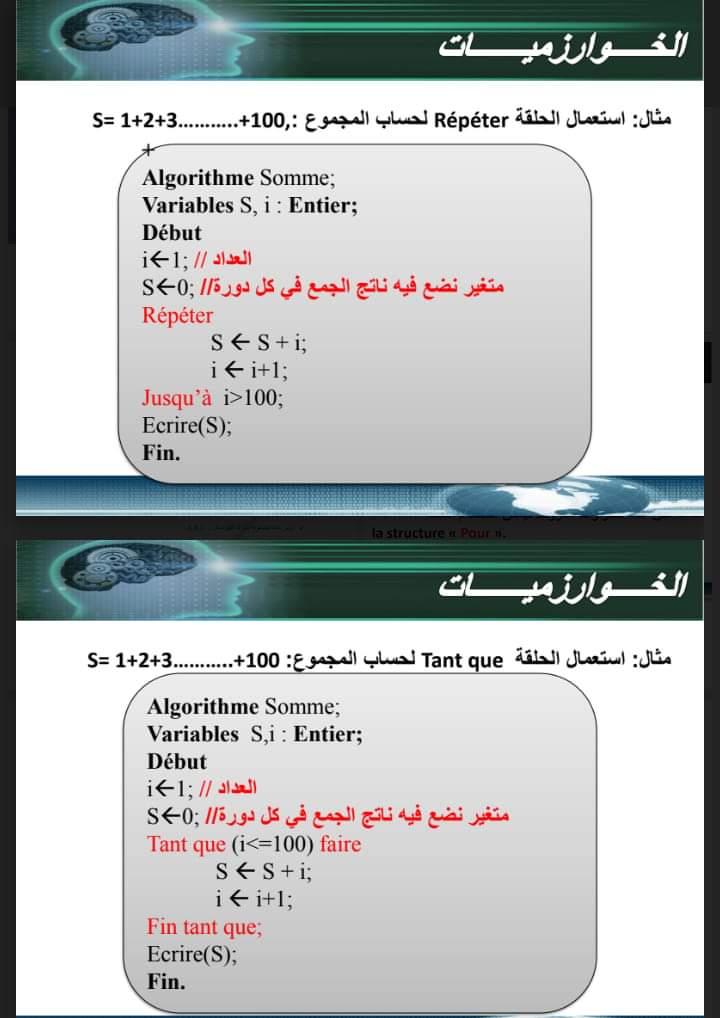 الخـــوارزميـــــات
مثال: استعمال الحلقة Répéter لحساب المجموع :,S= 1+2+3...........+100
+
Algorithme Somme;
Variables S, i : Entier;
Début
i←1; // العداد
S←0; //متغير نضع فيه ناتج الجمع في كل دورة
Répéter
S ← S + i;
i ← i+1;
Jusqu’à i>100;
Ecrire(S);
Fin.
la structure « Pour ».
الخـــوارزميـــــات
مثال: استعمال الحلقة Tant que لحساب المجموع: S= 1+2+3...........+100
Algorithme Somme;
Variables S,i : Entier;
Début
i←1; // العداد
S←0; //متغير نضع فيه ناتج الجمع في كل دورة
Tant que (i<=100) faire
S ← S + i;
i ← i+1;
Fin tant que;
Ecrire(S);
Fin.